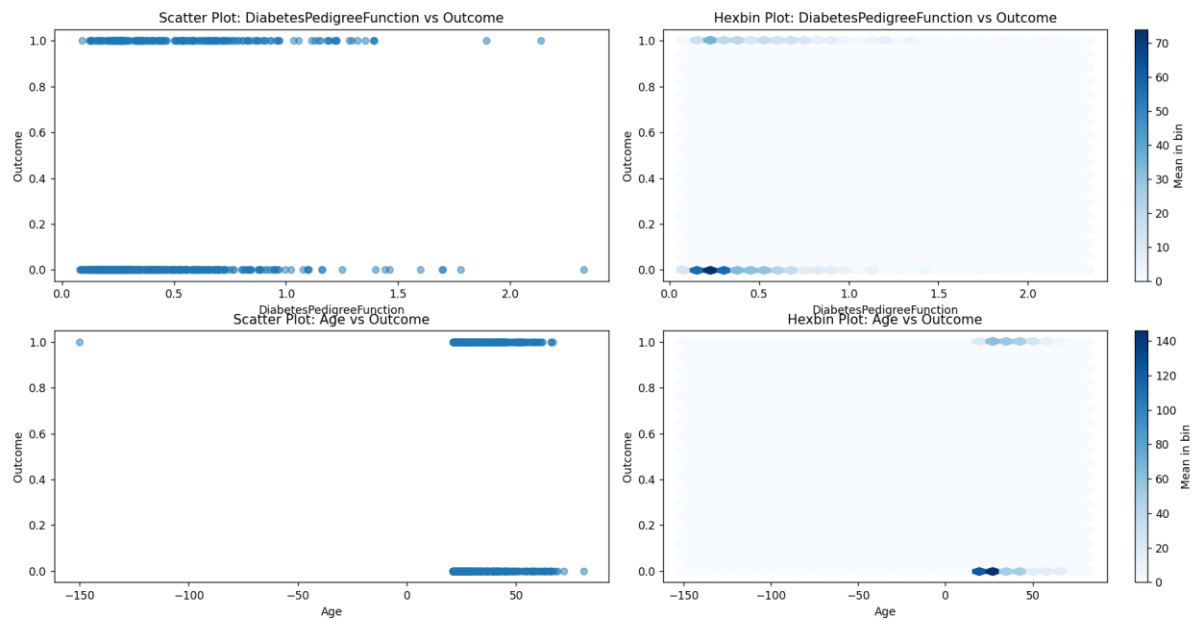 Scatter Plot: DiabetesPedigreeFunction vs Outcome
1.0
0.8
0.6
0.4
0.2
0.0
Outcome
0.0 0.5 1.0 1.5 2.0
DiabetesPedigreeFunction
Hexbin Plot: DiabetesPedigreeFunction vs Outcome
1.0
0.8
0.6
0.4
0.2
0.0
Outcome
0.0 0.5 1.0 1.5 2.0
DiabetesPedigreeFunction
70
60
50
40
30
20
10
0
Mean in bin
Scatter Plot: Age vs Outcome
1.0
0.8
0.6
0.4
0.2
0.0
Outcome
−150 −100 −50 0 50
Age
Hexbin Plot: Age vs Outcome
1.0
0.8
0.6
0.4
0.2
0.0
Outcome
−150 −100 −50 0 50
Age
140
120
100
80
60
40
20
0
Mean in bin